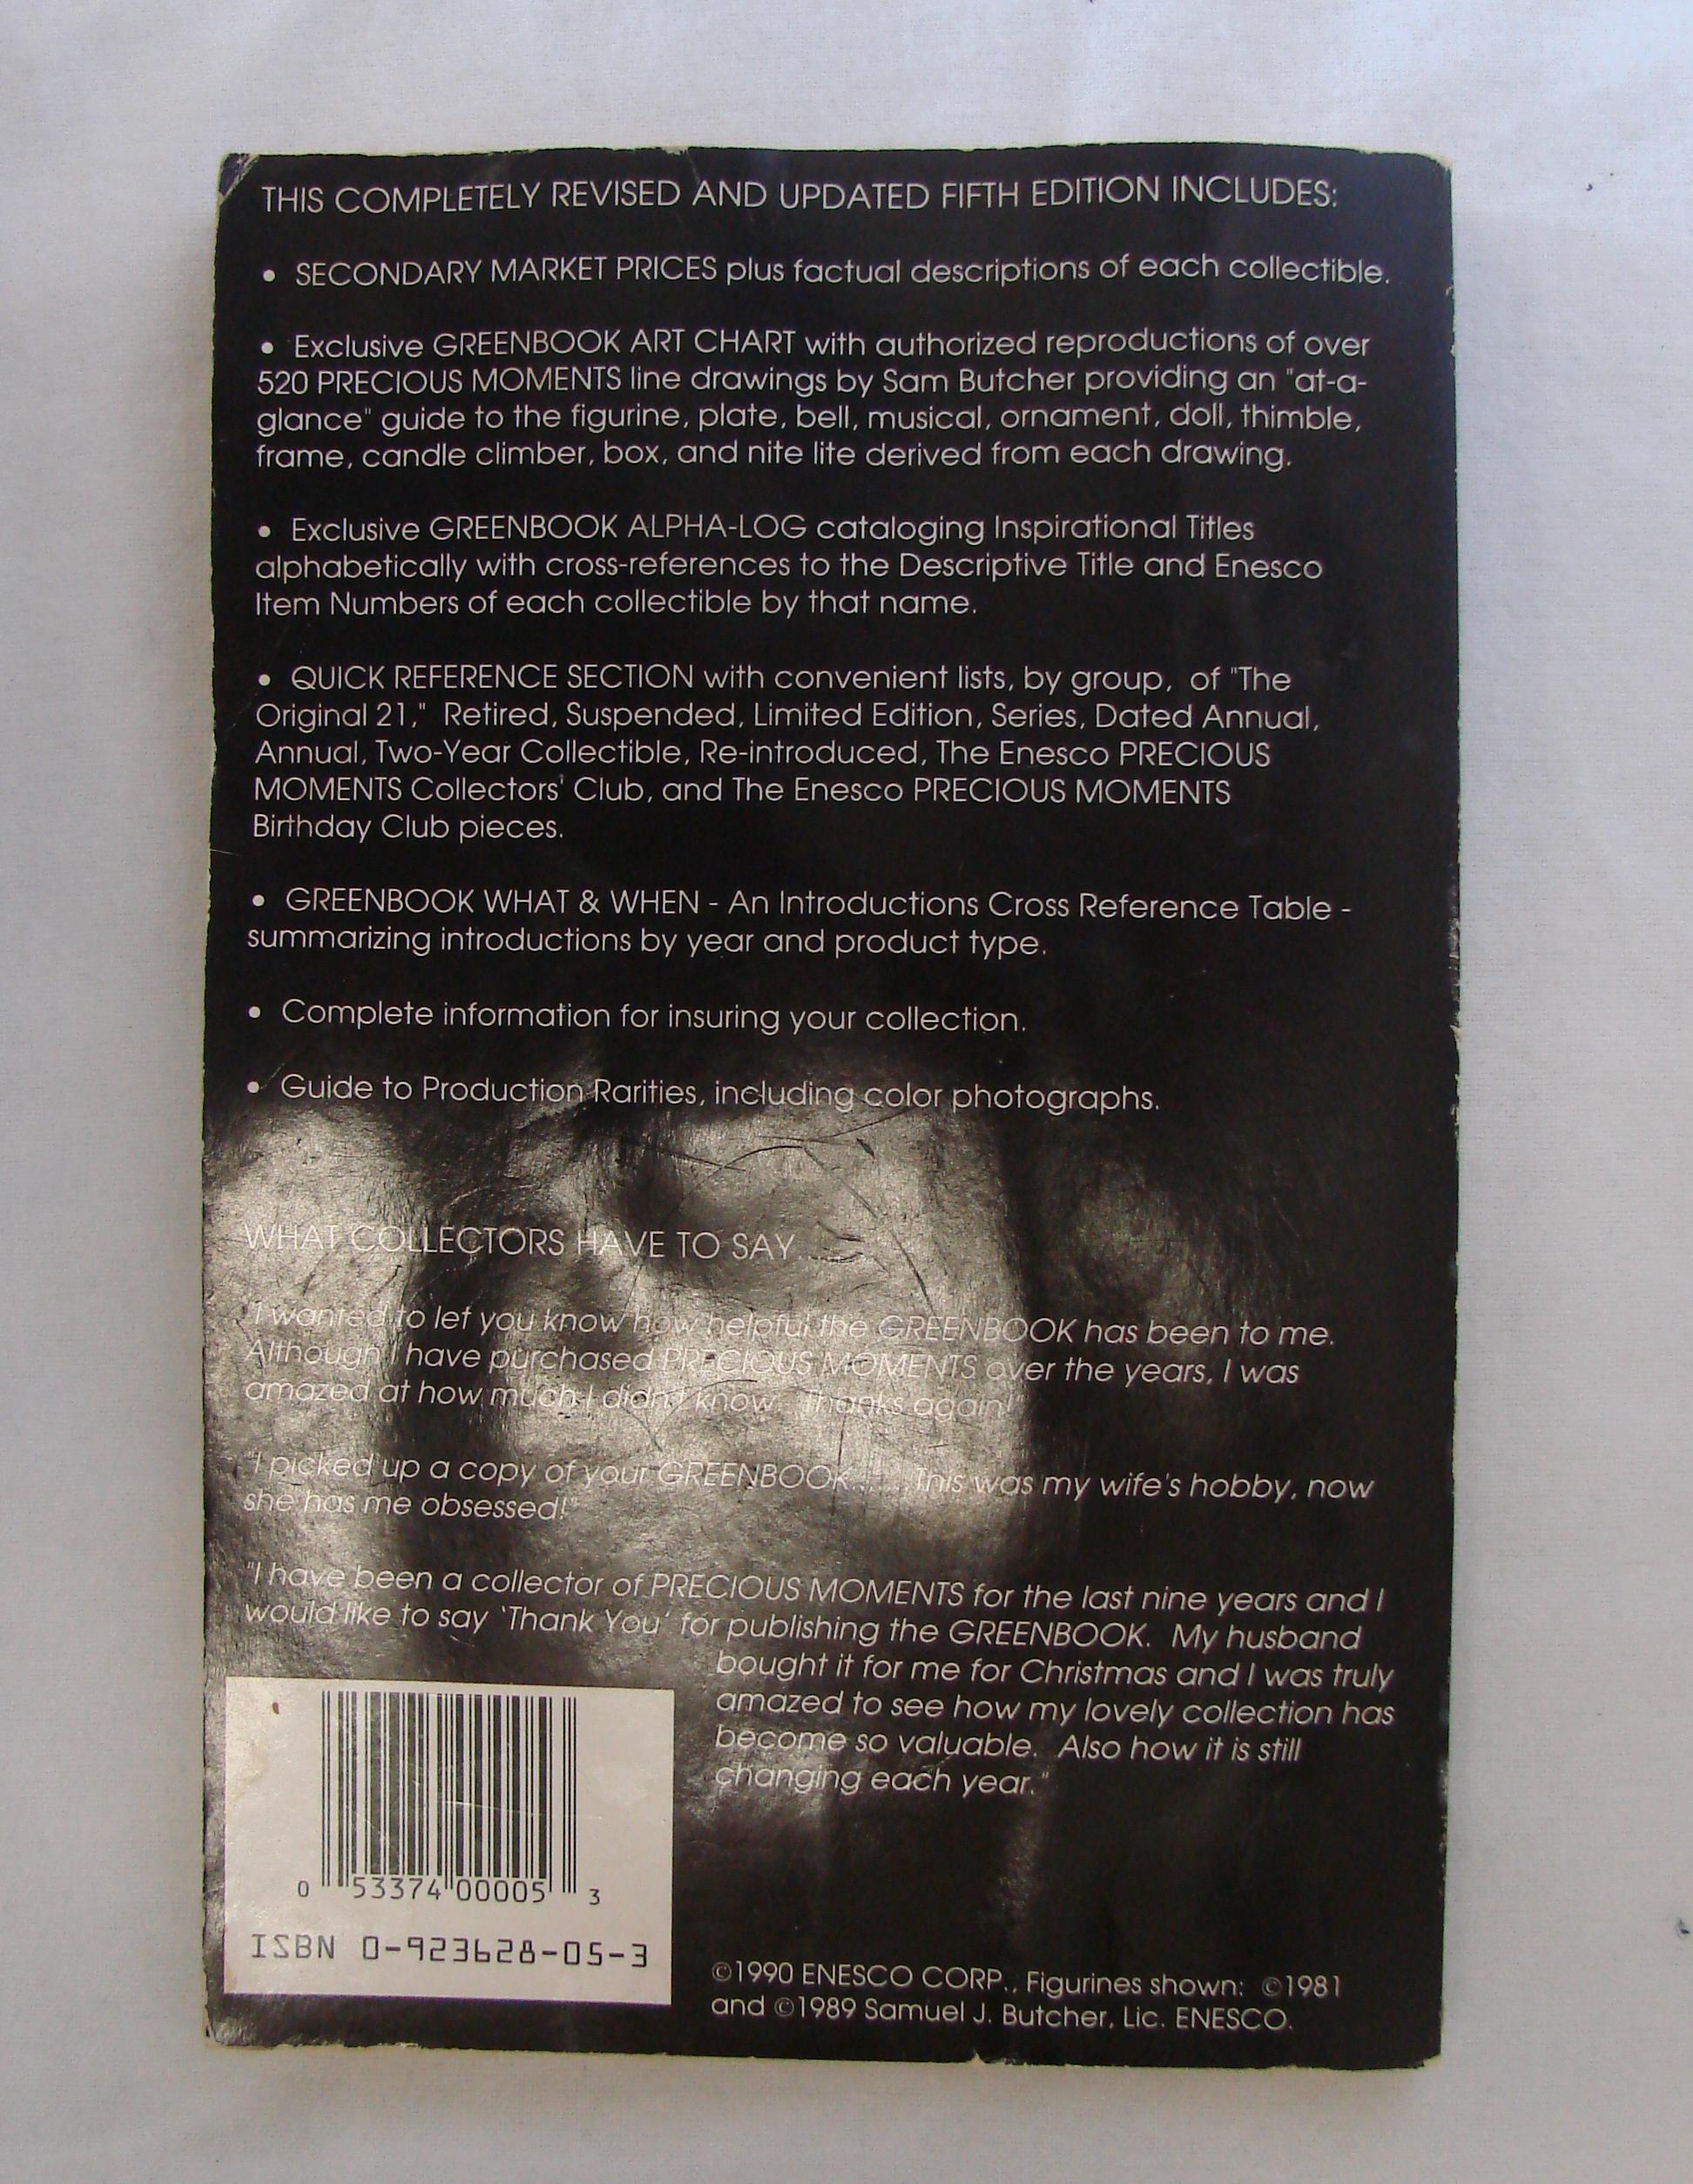 THIS COMPLETELY REVISED AND UPDATED FIFTH EDITION INCLUDES:
• SECONDARY MARKET PRICES plus factual descriptions of each collectible.
• Exclusive GREENBOOK ART CHART with authorized reproductions of over
520 PRECIOUS MOMENTS line drawings by Sam Butcher providing an "at-a-
glance" guide to the figurine, plate, bell, musical, ornament, doll, thimble,
frame, candle climber, box, and nite lite derived from each drawing.
• Exclusive GREENBOOK ALPHA-LOG cataloging Inspirational Titles
alphabetically with cross-references to the Descriptive Title and Enesco
Item Numbers of each collectible by that name.
• QUICK REFERENCE SECTION with convenient lists, by group, of "The
Original 21," Retired, Suspended, Limited Edition, Series, Dated Annual,
Annual, Two-Year Collectible, Re-introduced, The Enesco PRECIOUS
MOMENTS Collectors' Club, and The Enesco PRECIOUS MOMENTS
Birthday Club pieces.
• GREENBOOK WHAT & WHEN - An Introductions Cross Reference Table -
summarizing introductions by year and product type.
• Complete information for insuring your collection.
• Guide to Production Rarities, including color photographs.
WHAT COLLECTORS HAVE TO SAY.......
"I wanted to let you know how helpful the GREENBOOK has been to me.
Although I have purchased PRECIOUS MOMENTS over the years, I was
amazed at how much I didn't know. Thanks again!"
"I picked up a copy of your GREENBOOK.......This was my wife's hobby, now
she has me obsessed!"
"I have been a collector of PRECIOUS MOMENTS for the last nine years and I
would like to say 'Thank You' for publishing the GREENBOOK. My husband
bought it for me for Christmas and I was truly
amazed to see how my lovely collection has
become so valuable. Also how it is still
changing each year."
0 53374 00005 3
ISBN 0-923628-05-3
©1990 ENESCO CORP., Figurines shown: ©1981
and ©1989 Samuel J. Butcher, Lic. ENESCO.